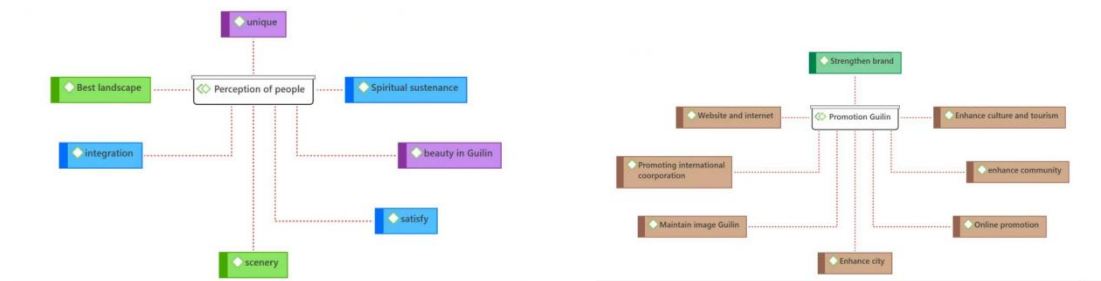 unique
Best landscape
Perception of people
Spiritual sustenance
integration
beauty in Guilin
satisfy
scenery
Strengthen brand
Website and internet
Promotion Guilin
Enhance culture and tourism
Promoting international
coorporation
enhance community
Maintain image Guilin
Online promotion
Enhance city